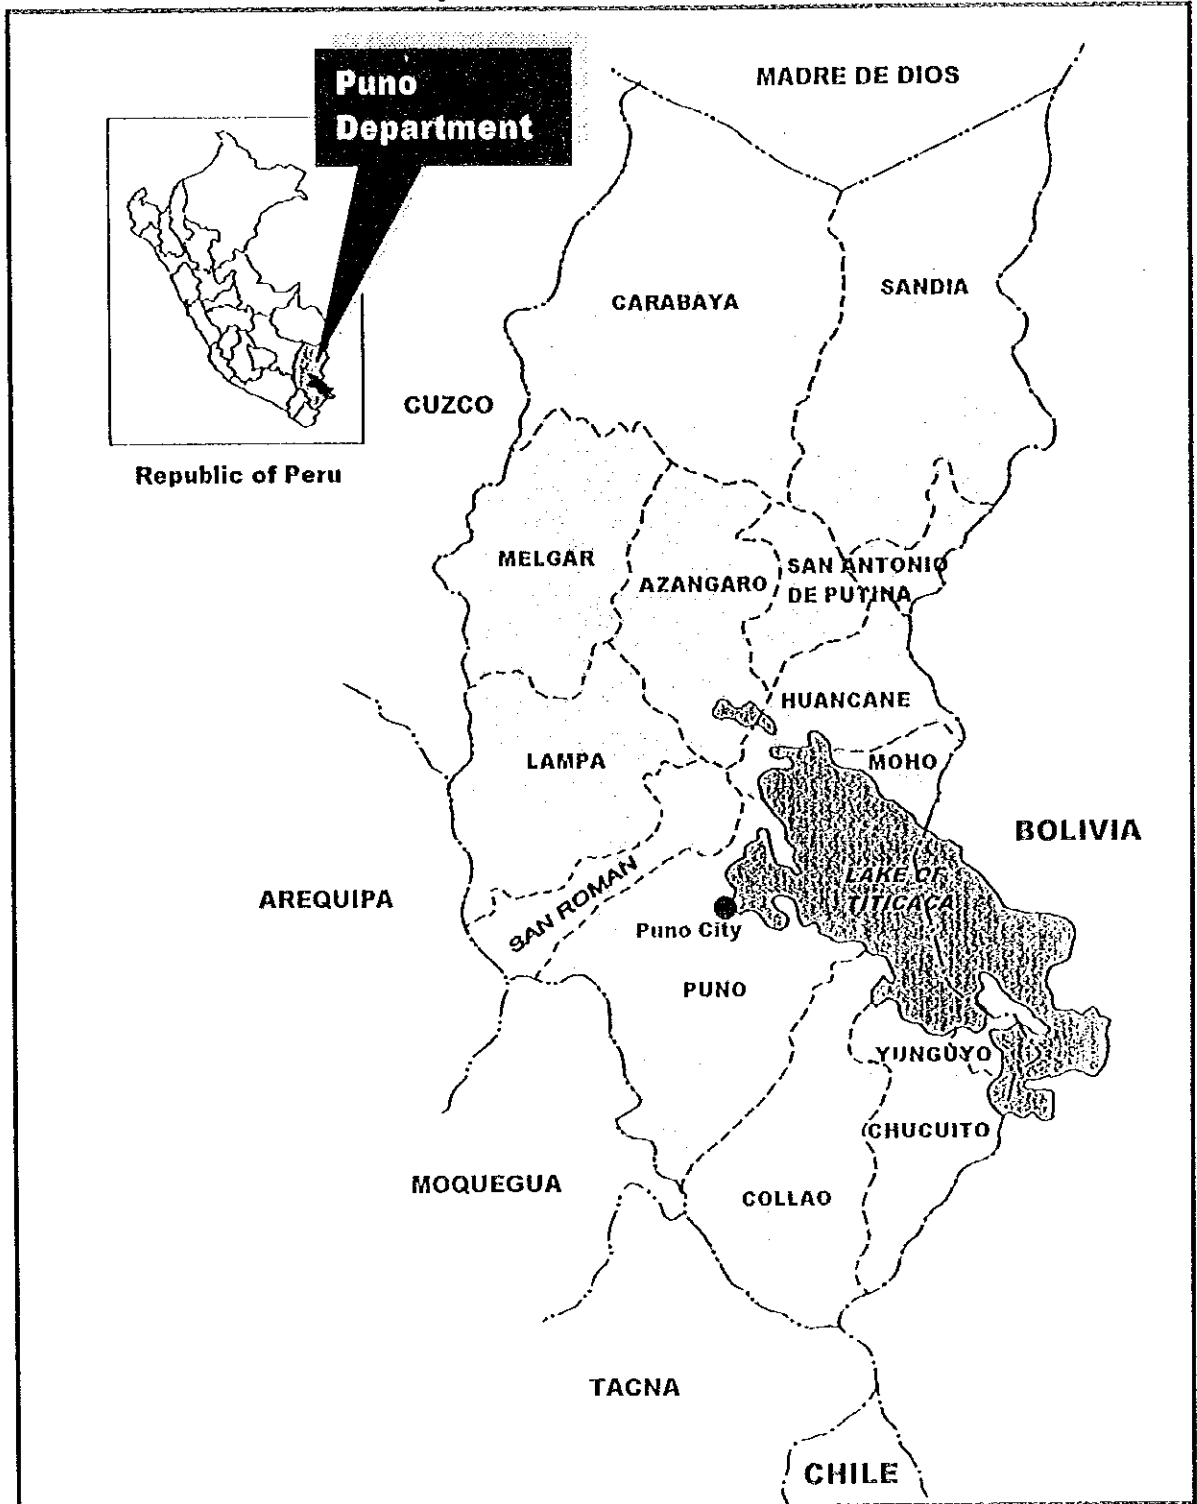 Puno
Department
MADRE DE DIOS
CARABAYA
SANDIA
CUZCO
Republic of Peru
MELGAR
AZANGARO
SAN ANTONIO
DE PUTINA
HUANCANE
LAMPA
MOHO
BOLIVIA
LAKE OF
TITICACA
AREQUIPA
SAN ROMAN
Puno City
PUNO
YUNGUYO
CHUCUITO
MOQUEGUA
COLLAO
TACNA
CHILE